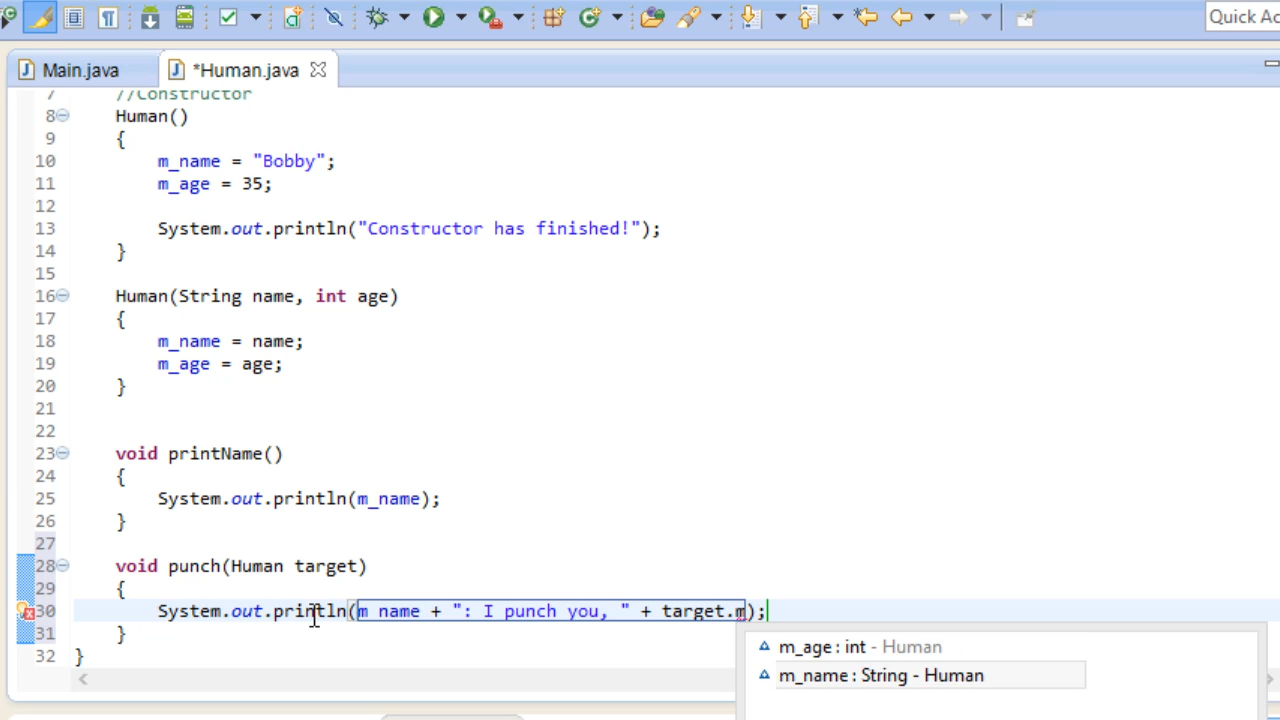 Quick Ac
Main.java
*Human.java
7 //Constructor
8 Human()
9 {
10 m_name = "Bobby";
11 m_age = 35;
12
13 System.out.println("Constructor has finished!");
14 }
15
16 Human(String name, int age)
17 {
18 m_name = name;
19 m_age = age;
20 }
21
22
23 void printName()
24 {
25 System.out.println(m_name);
26 }
27
28 void punch(Human target)
29 {
30 System.out.println(m_name + ": I punch you, " + target.m);
31 }
32 }
m_age : int - Human
m_name : String - Human